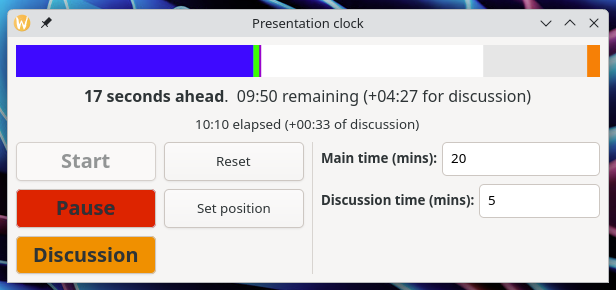 Presentation clock
17 seconds ahead.  09:50 remaining (+04:27 for discussion)
10:10 elapsed (+00:33 of discussion)
Start
Reset
Main time (mins): 20
Pause
Set position
Discussion time (mins): 5
Discussion